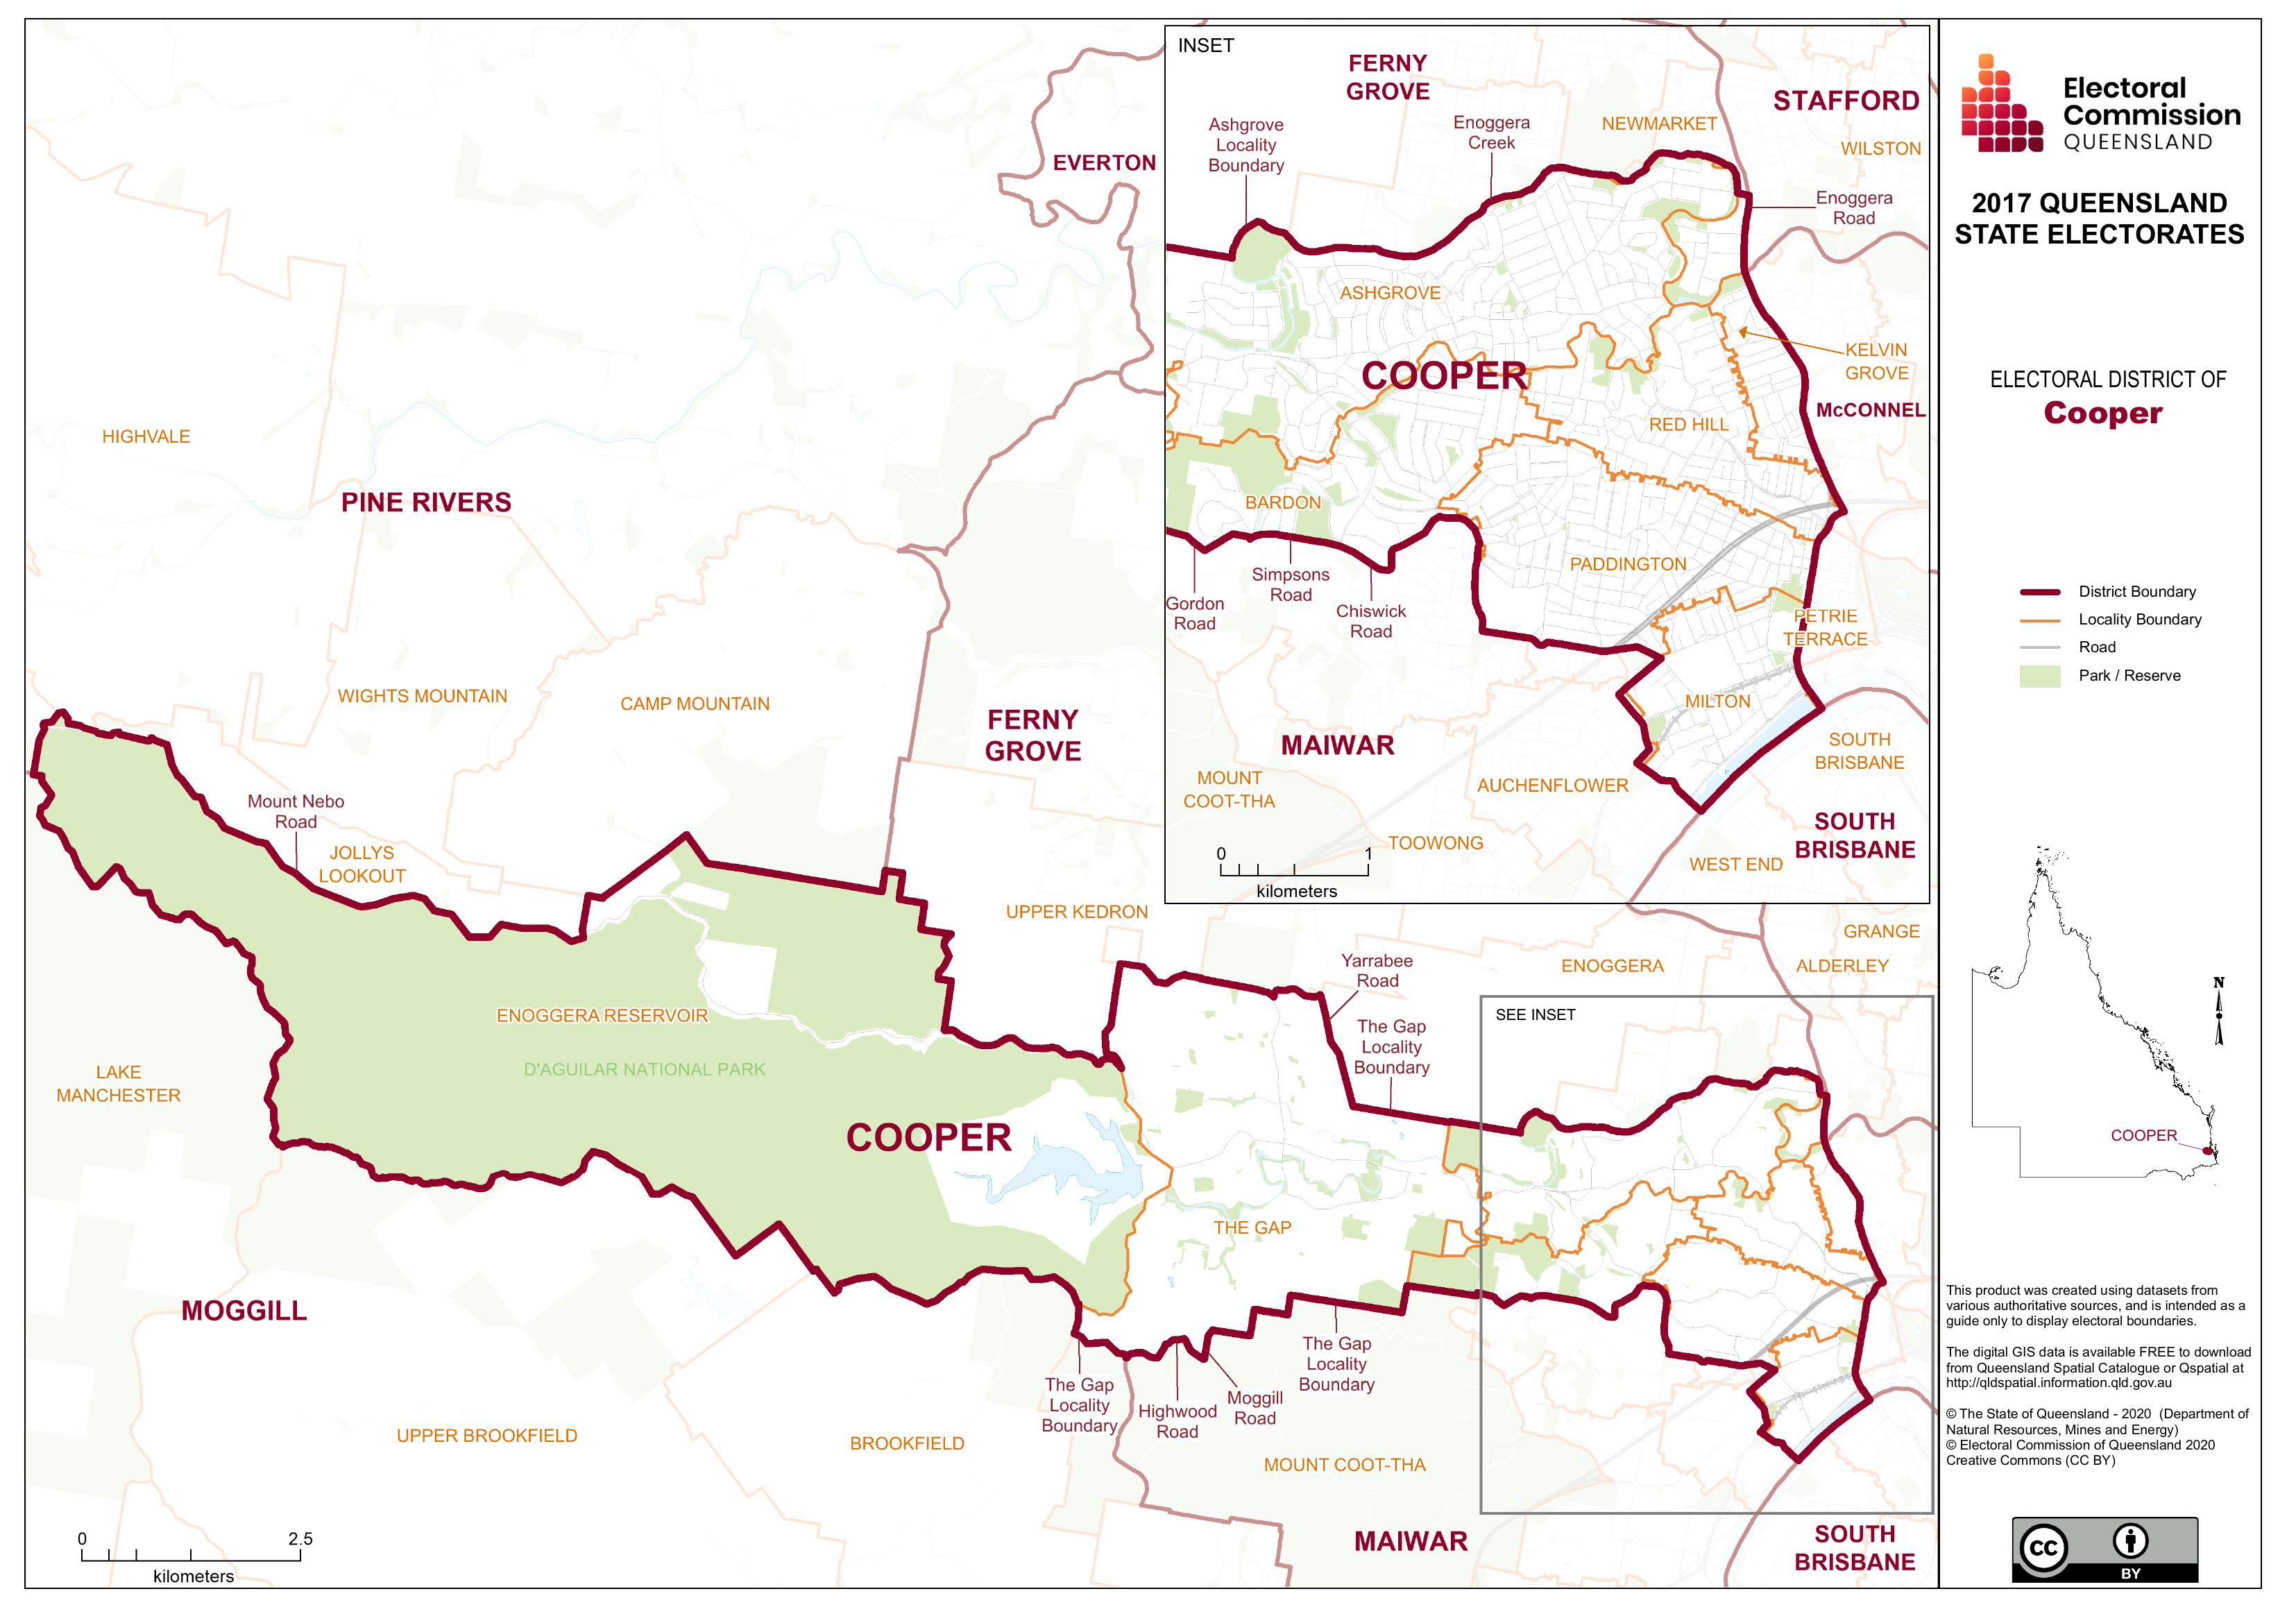 INSET
FERNY
GROVE
STAFFORD
Ashgrove
Locality
Boundary
Enoggera
Creek
NEWMARKET
WILSTON
Enoggera
Road
ASHGROVE
COOPER
KELVIN
GROVE
McCONNEL
RED HILL
BARDON
PADDINGTON
Simpsons
Road
Gordon
Road
Chiswick
Road
PETRIE
TERRACE
MILTON
MAIWAR
SOUTH
BRISBANE
MOUNT
COOT-THA
AUCHENFLOWER
SOUTH
BRISBANE
TOOWONG
WEST END
0 1
kilometers
EVERTON
HIGHVALE
PINE RIVERS
WIGHTS MOUNTAIN
CAMP MOUNTAIN
FERNY
GROVE
Mount Nebo
Road
JOLLYS
LOOKOUT
UPPER KEDRON
GRANGE
ENOGGERA
ALDERLEY
Yarrabee
Road
SEE INSET
ENOGGERA RESERVOIR
The Gap
Locality
Boundary
D'AGUILAR NATIONAL PARK
LAKE
MANCHESTER
COOPER
THE GAP
MOGGILL
The Gap
Locality
Boundary
The Gap
Locality
Boundary
Highwood
Road
Moggill
Road
UPPER BROOKFIELD
BROOKFIELD
MOUNT COOT-THA
MAIWAR
SOUTH
BRISBANE
0 2.5
kilometers
Electoral
Commission
QUEENSLAND
2017 QUEENSLAND
STATE ELECTORATES
ELECTORAL DISTRICT OF
Cooper
District Boundary
Locality Boundary
Road
Park / Reserve
N
COOPER
This product was created using datasets from
various authoritative sources, and is intended as a
guide only to display electoral boundaries.
The digital GIS data is available FREE to download
from Queensland Spatial Catalogue or Qspatial at
http://qldspatial.information.qld.gov.au
© The State of Queensland - 2020 (Department of
Natural Resources, Mines and Energy)
© Electoral Commission of Queensland 2020
Creative Commons (CC BY)
cc
BY